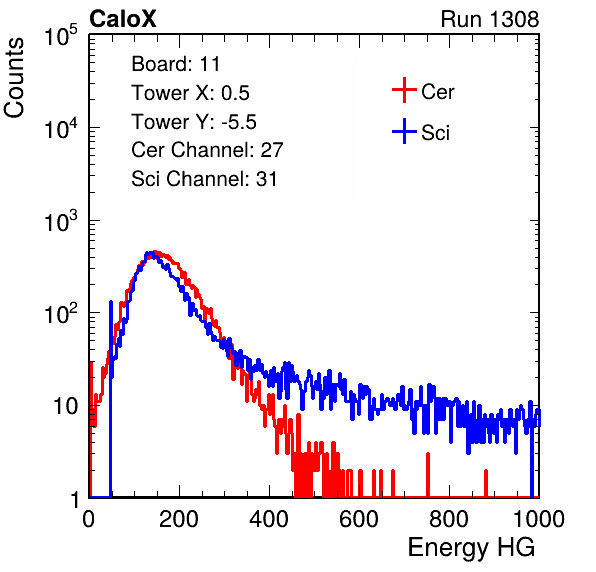 CaloX Run 1308
Counts
10^5
10^4
10^3
10^2
10
1
Board: 11
Tower X: 0.5
Tower Y: -5.5
Cer Channel: 27
Sci Channel: 31
Cer
Sci
0 200 400 600 800 1000
Energy HG